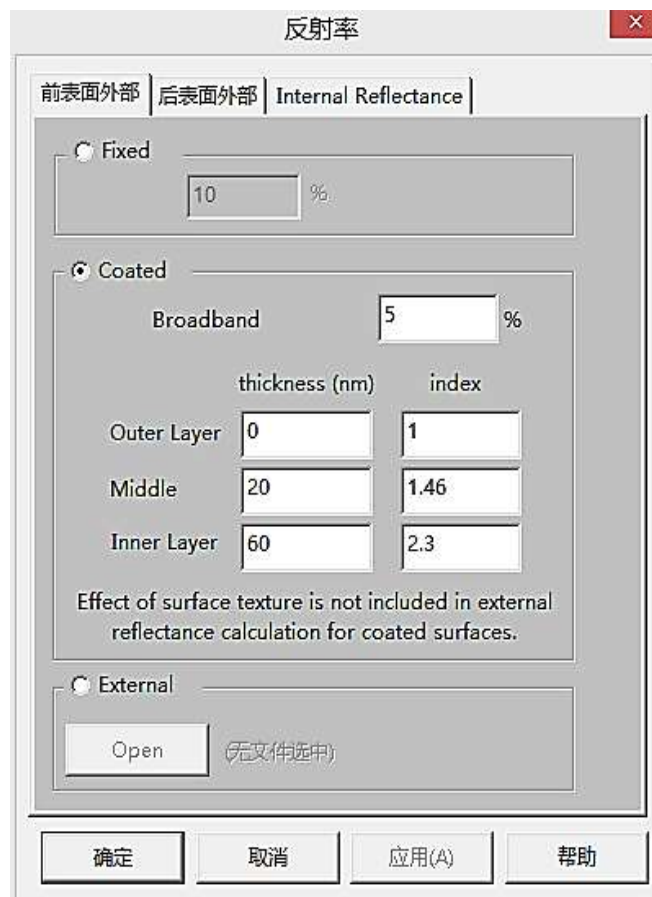 反射率
前表面外部 后表面外部 Internal Reflectance
Fixed
10 %
Coated
Broadband 5 %
thickness (nm) index
Outer Layer 0 1
Middle 20 1.46
Inner Layer 60 2.3
Effect of surface texture is not included in external
reflectance calculation for coated surfaces.
External
Open (无文件选中)
确定 取消 应用(A) 帮助